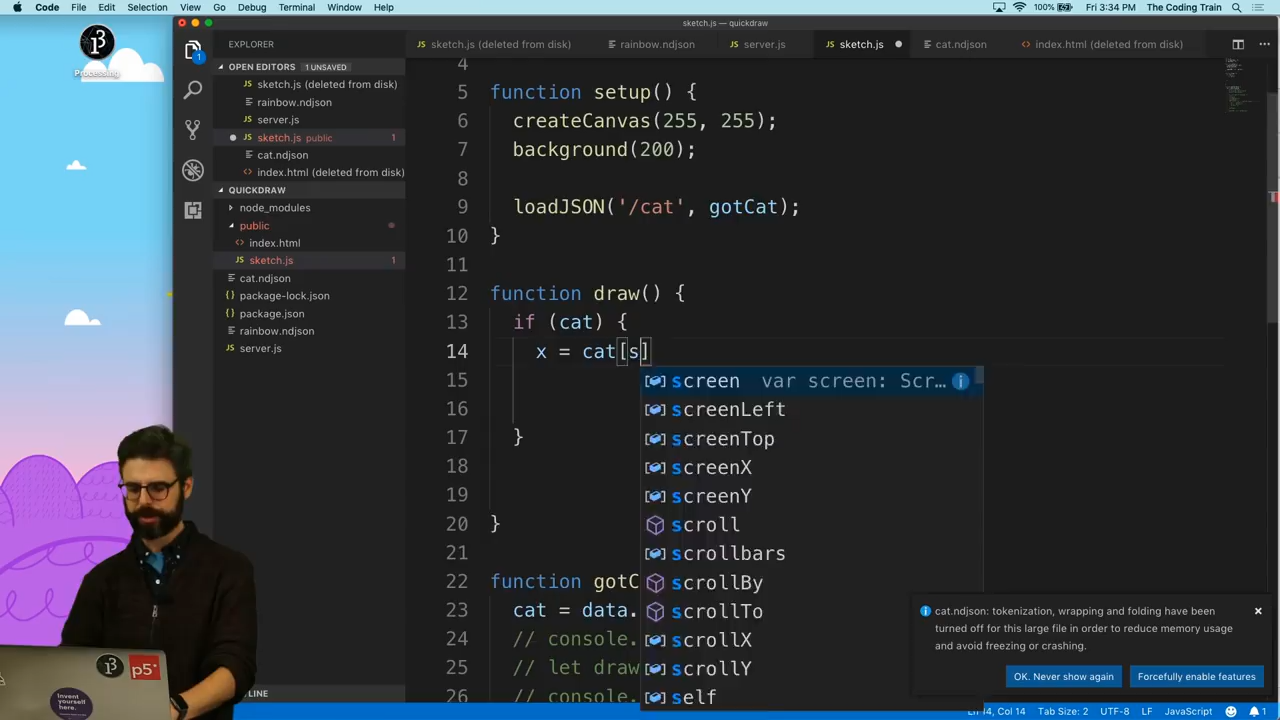 Code File Edit Selection View Go Debug Terminal Window Help
100% Fri 3:34 PM The Coding Train
sketch.js — quickdraw
Processing
EXPLORER
sketch.js (deleted from disk)
rainbow.ndjson
server.js
sketch.js
cat.ndjson
index.html (deleted from disk)
OPEN EDITORS 1 UNSAVED
sketch.js (deleted from disk)
rainbow.ndjson
server.js
sketch.js public 1
cat.ndjson
index.html (deleted from disk)
QUICKDRAW
node_modules
public
index.html
sketch.js 1
cat.ndjson
package-lock.json
package.json
rainbow.ndjson
server.js
4
5 function setup() {
6 createCanvas(255, 255);
7 background(200);
8
9 loadJSON('/cat', gotCat);
10 }
11
12 function draw() {
13 if (cat) {
14 x = cat[s]
15
16
17 }
18
19
20 }
21
22 function gotC
23 cat = data.
24 // console.
25 // let draw
26 // console.
screen var screen: Scr…
screenLeft
screenTop
screenX
screenY
scroll
scrollbars
scrollBy
scrollTo
scrollX
scrollY
self
cat.ndjson: tokenization, wrapping and folding have been
turned off for this large file in order to reduce memory usage
and avoid freezing or crashing.
OK. Never show again
Forcefully enable features
Ln 14, Col 14 Tab Size: 2 UTF-8 LF JavaScript 1
p5*
Invent
yourself
here.